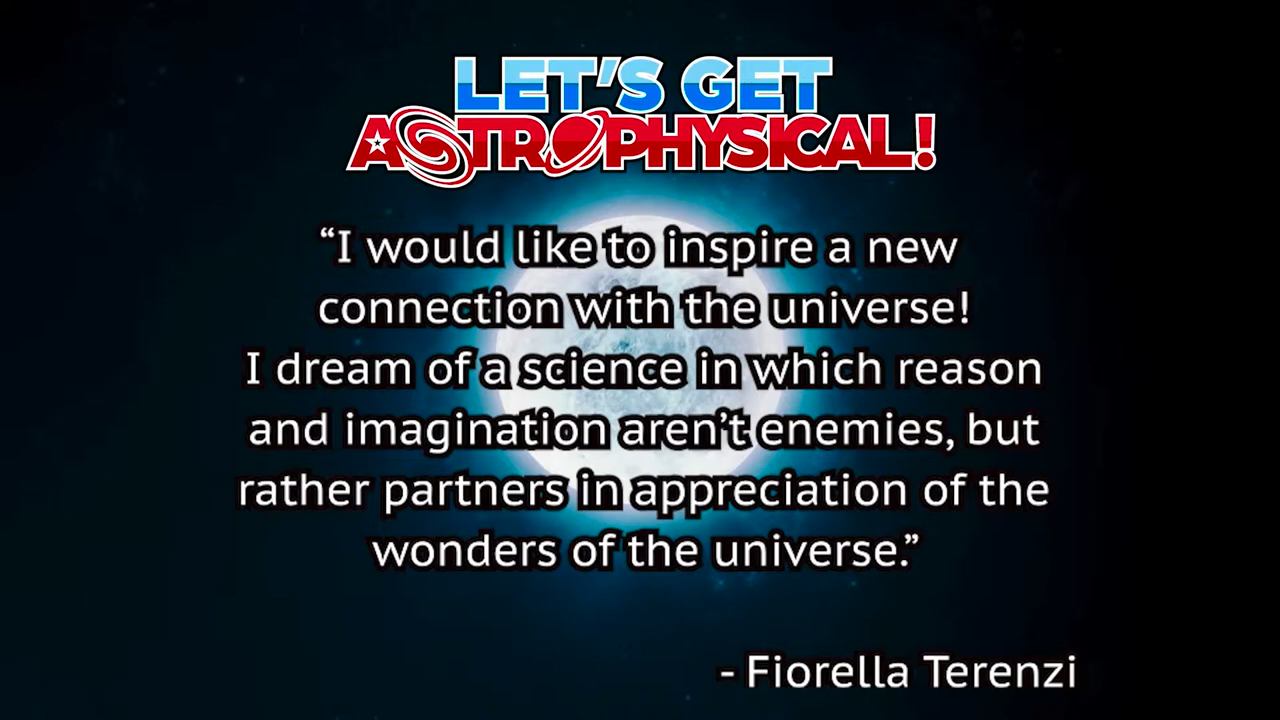 LET'S GET
ASTROPHYSICAL!
“I would like to inspire a new
connection with the universe!
I dream of a science in which reason
and imagination aren’t enemies, but
rather partners in appreciation of the
wonders of the universe.”
- Fiorella Terenzi